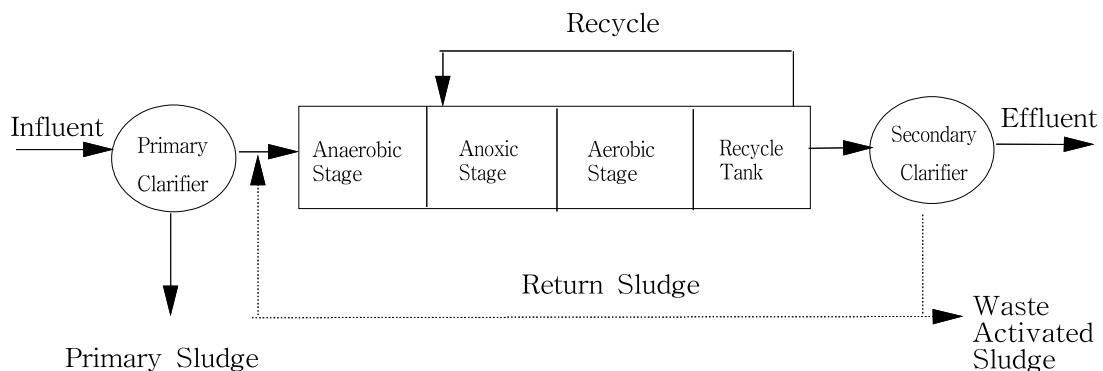 Recycle
Influent
Primary
Clarifier
Anaerobic
Stage
Anoxic
Stage
Aerobic
Stage
Recycle
Tank
Secondary
Clarifier
Effluent
Return Sludge
Primary Sludge
Waste
Activated
Sludge